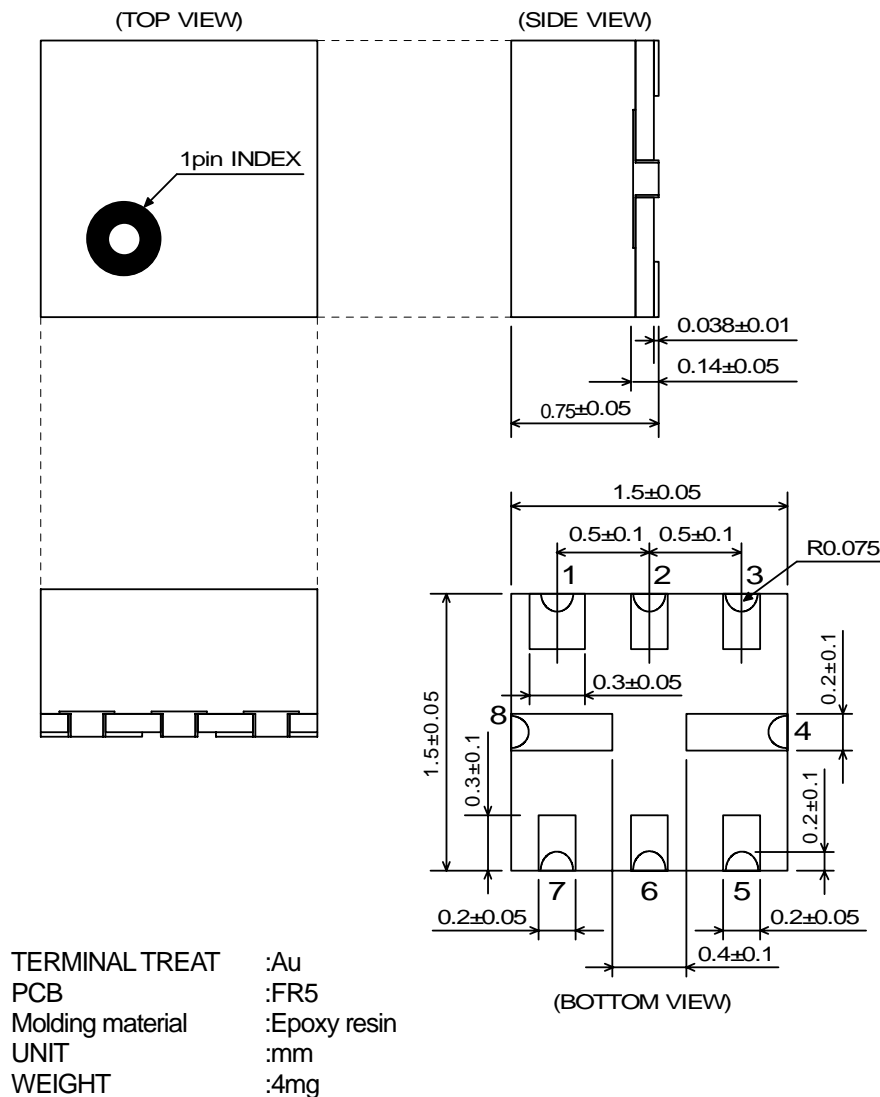 (TOP VIEW)
(SIDE VIEW)
1pin INDEX
0.038±0.01
0.14±0.05
0.75±0.05
1.5±0.05
0.5±0.1
0.5±0.1
R0.075
1
2
3
0.3±0.05
0.2±0.1
8
4
1.5±0.05
0.3±0.1
0.2±0.1
7
6
5
0.2±0.05
0.2±0.05
0.4±0.1
(BOTTOM VIEW)
TERMINAL TREAT :Au
PCB :FR5
Molding material :Epoxy resin
UNIT :mm
WEIGHT :4mg